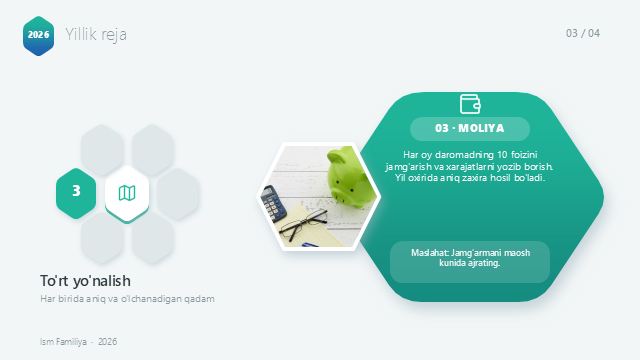 2026
Yillik reja
03 / 04
03 · MOLIYA
Har oy daromadning 10 foizini
jamg'arish va xarajatlarni yozib borish.
Yil oxirida aniq zaxira hosil bo'ladi.
3
Maslahat: Jamg'armani maosh
kunida ajrating.
To'rt yo'nalish
Har birida aniq va o'lchanadigan qadam
Ism Familiya · 2026